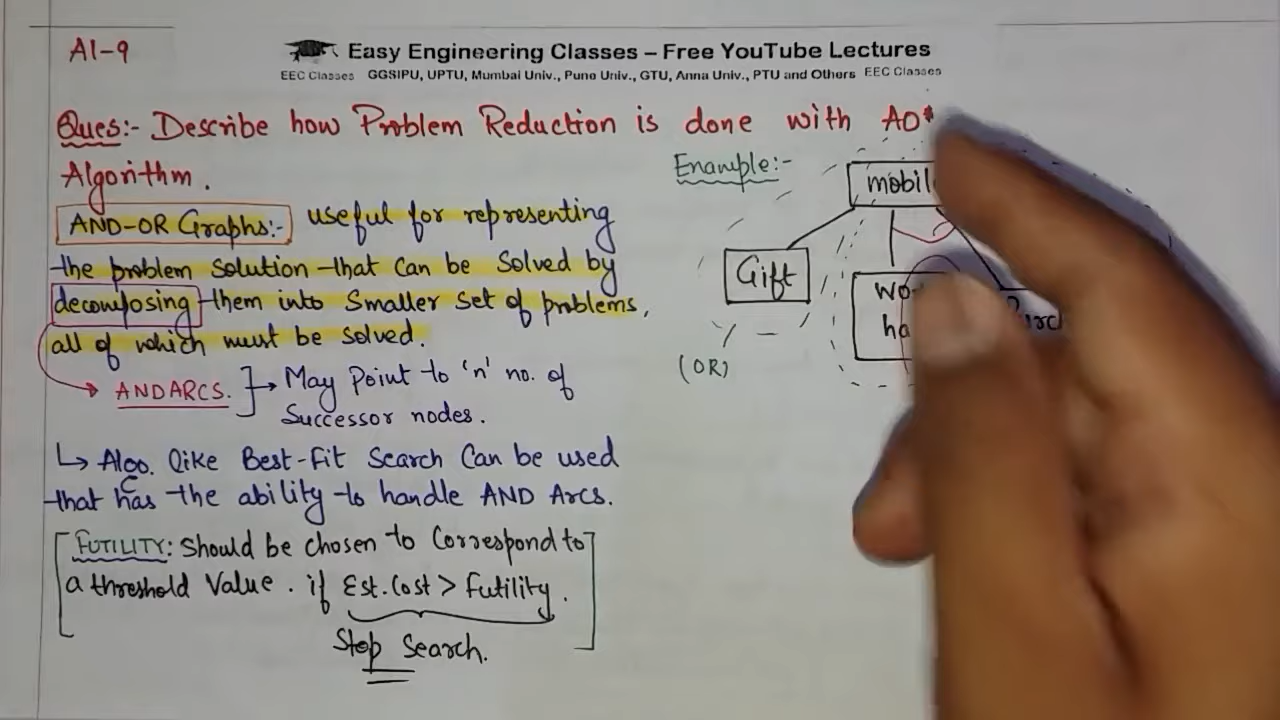 AI-9
Easy Engineering Classes – Free YouTube Lectures
EEC Classes GGSIPU, UPTU, Mumbai Univ., Pune Univ., GTU, Anna Univ., PTU and Others EEC Classes
Ques:- Describe how Problem Reduction is done with AO*
Algorithm.
AND-OR Graphs:- useful for representing
the problem solution that can be solved by
decomposing them into smaller set of problems,
all of which must be solved.
ANDARCS. May Point to 'n' no. of
Successor nodes.
Algo. like Best-Fit Search can be used
that has the ability to handle AND Arcs.
FUTILITY: Should be chosen to correspond to
a threshold value. if Est.Cost > Futility.
Stop Search.
Example:-
mobil
Gift
(OR)